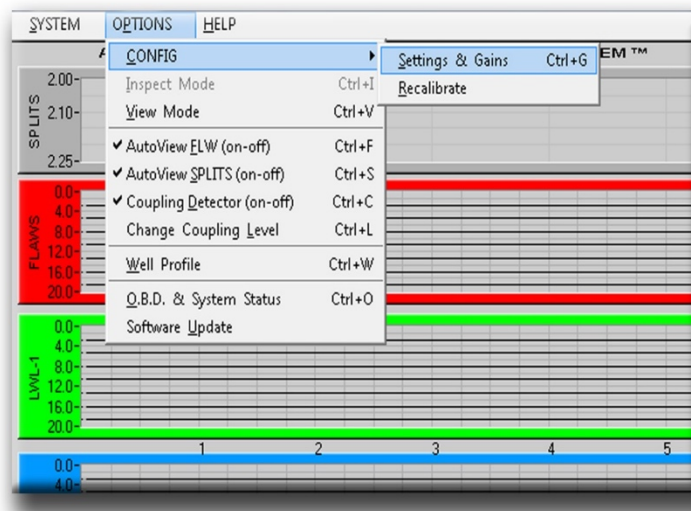 SYSTEM OPTIONS HELP
EM ™
CONFIG
Settings & Gains Ctrl+G
Recalibrate
Inspect Mode Ctrl+I
View Mode Ctrl+V
AutoView FLW (on-off) Ctrl+F
AutoView SPLITS (on-off) Ctrl+S
Coupling Detector (on-off) Ctrl+C
Change Coupling Level Ctrl+L
Well Profile Ctrl+W
O.B.D. & System Status Ctrl+O
Software Update
SPLITS
2.00
2.10
2.25
FLAWS
0.0
4.0
8.0
12.0
16.0
20.0
LWL-1
0.0
4.0
8.0
12.0
16.0
20.0
1 2 3 4 5
0.0
4.0